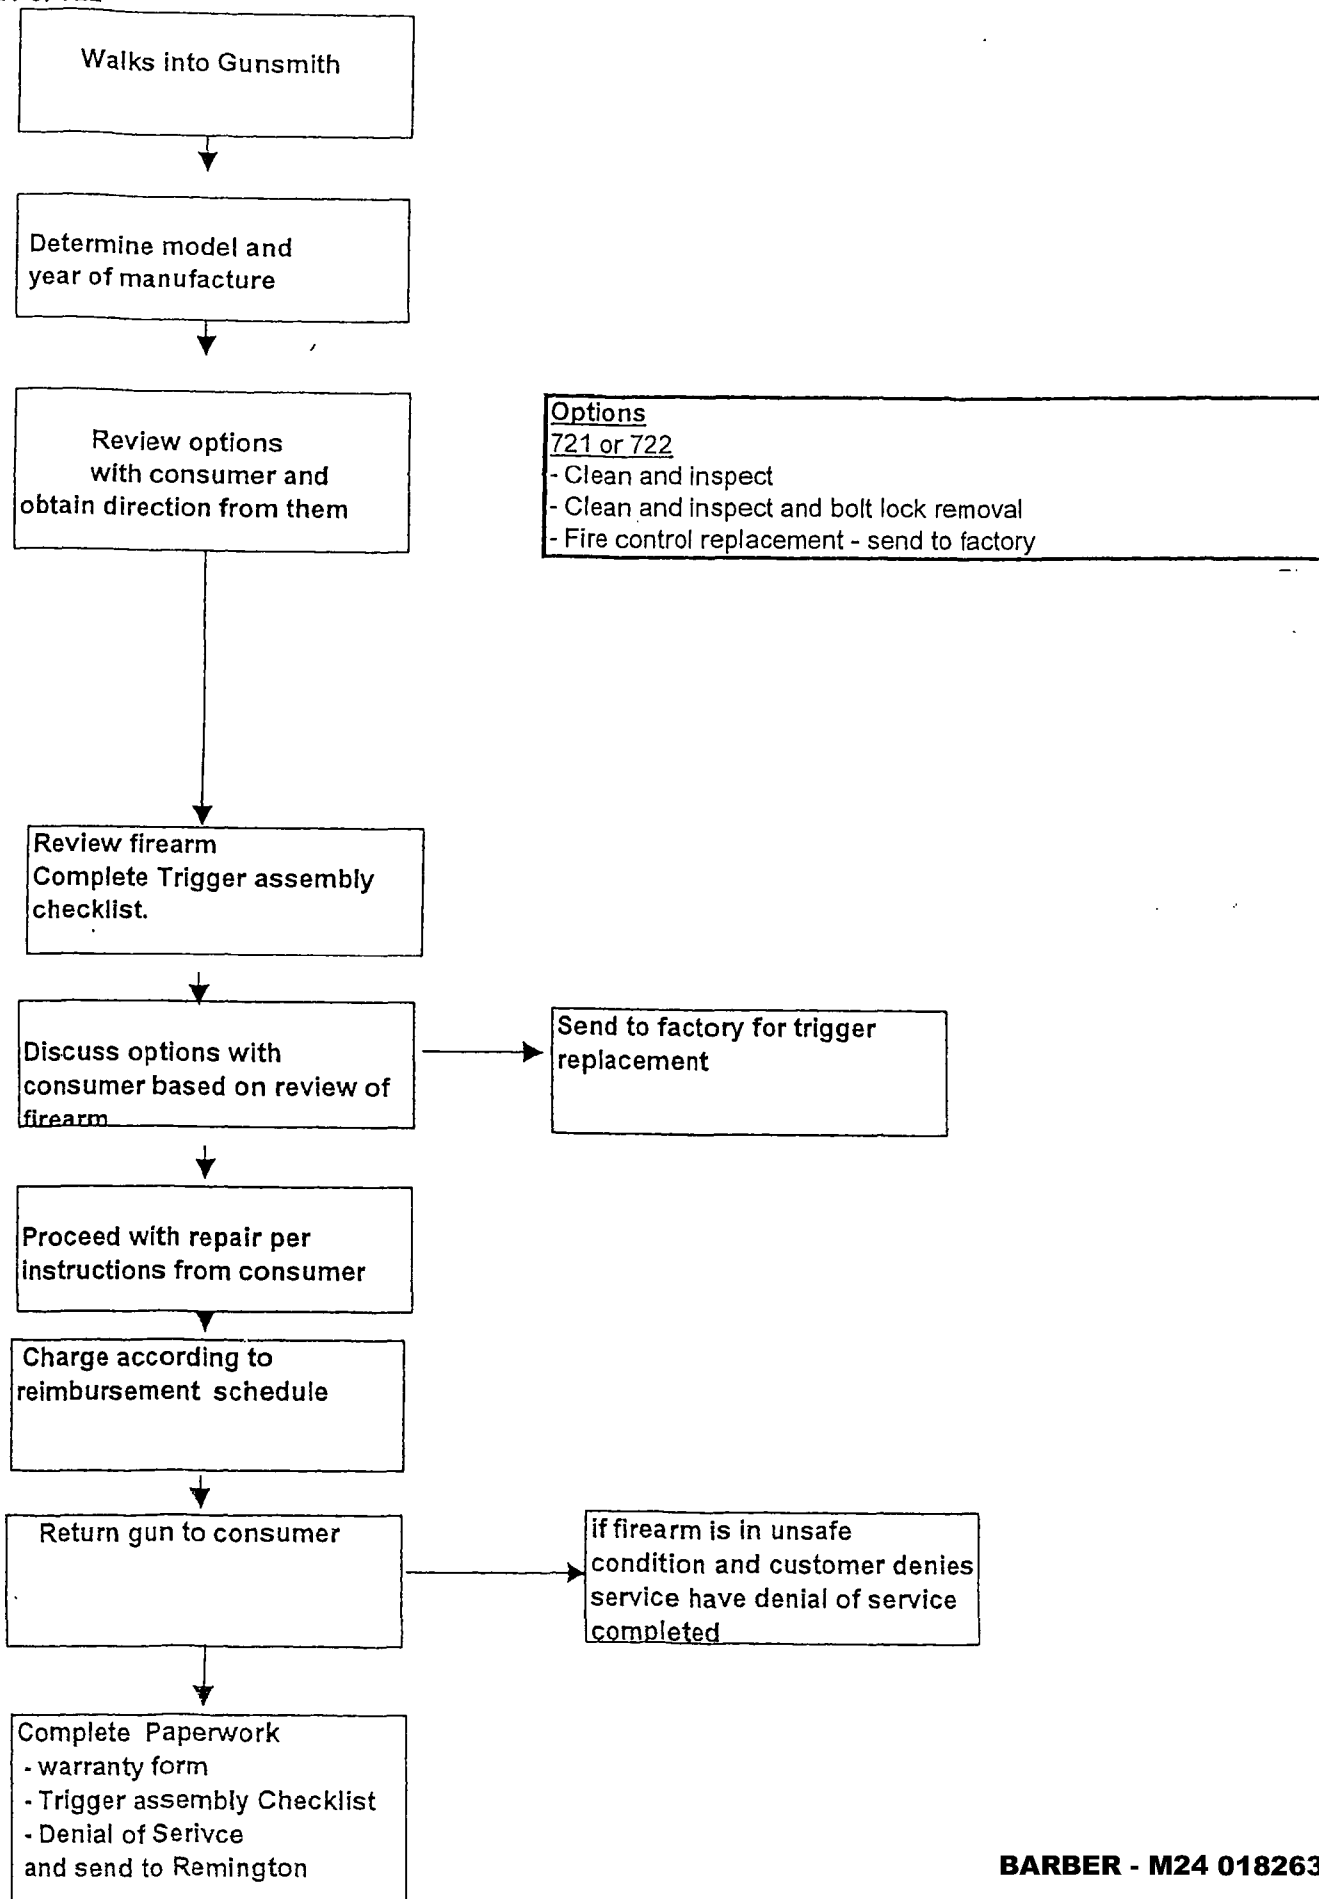 Walks into Gunsmith
Determine model and
year of manufacture
Review options
with consumer and
obtain direction from them
Options
721 or 722
- Clean and inspect
- Clean and inspect and bolt lock removal
- Fire control replacement - send to factory
Review firearm
Complete Trigger assembly
checklist.
Discuss options with
consumer based on review of
firearm
Send to factory for trigger
replacement
Proceed with repair per
instructions from consumer
Charge according to
reimbursement schedule
Return gun to consumer
if firearm is in unsafe
condition and customer denies
service have denial of service
completed
Complete Paperwork
- warranty form
- Trigger assembly Checklist
- Denial of Serivce
and send to Remington
BARBER - M24 018263